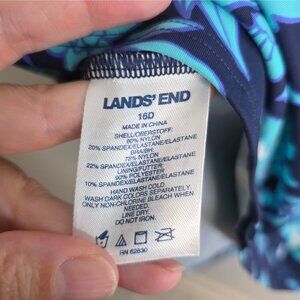 LANDS' END
16D
MADE IN CHINA
SHELL/OBERSTOFF:
80% NYLON
20% SPANDEX/ELASTANE/ELASTANE
BRA/BH:
78% NYLON
22% SPANDEX/ELASTANE/ELASTANE
LINING/FUTTER:
90% POLYESTER
10% SPANDEX/ELASTANE/ELASTANE
HAND WASH COLD.
WASH DARK COLORS SEPARATELY
ONLY NON-CHLORINE BLEACH WHEN
NEEDED.
LINE DRY.
DO NOT IRON.
RN 62830